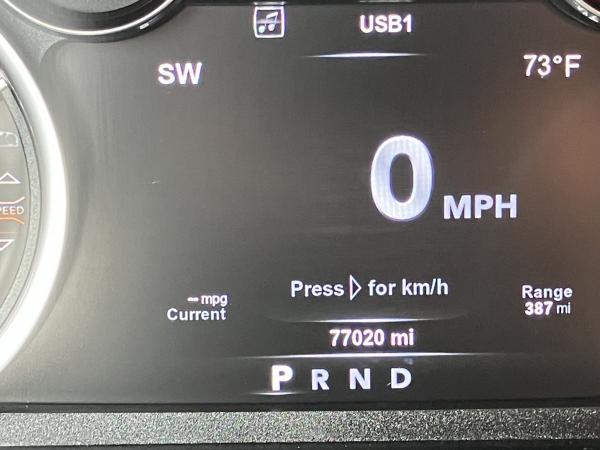 USB1
SW
73°F
0 MPH
Press ▷ for km/h
-- mpg
Current
Range
387 mi
77020 mi
P R N D